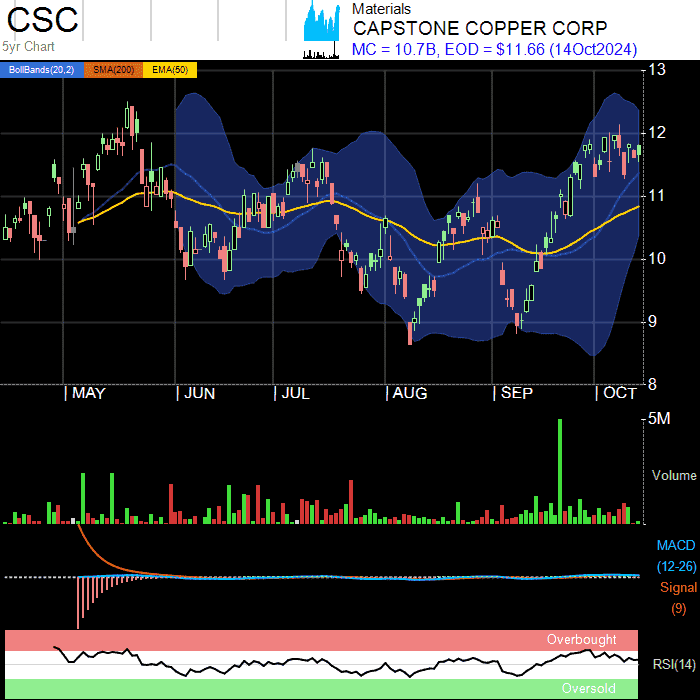 CSC
5yr Chart
Materials
CAPSTONE COPPER CORP
MC = 10.7B, EOD = $11.66 (14Oct2024)
BollBands(20,2) SMA(200) EMA(50)
13
12
11
10
9
8
| MAY | JUN | JUL | AUG | SEP | OCT
5M
Volume
MACD
(12-26)
Signal
(9)
Overbought
RSI(14)
Oversold